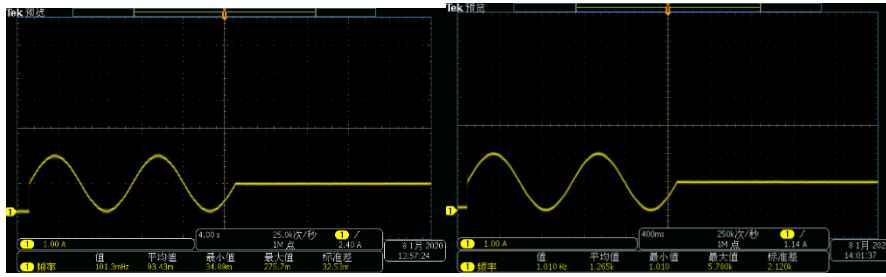 Tek 预览
1
4.00 s
25.0k次/秒
1 /
1M 点
2.40 A
1 1.00 A
值
平均值
最小值
最大值
标准差
1 频率
101.3mHz
93.43m
34.89m
275.7m
32.53m
8 1月 2020
13:57:24
Tek 预览
1
400ms
250k次/秒
1 /
1M 点
1.14 A
1 1.00 A
值
平均值
最小值
最大值
标准差
1 频率
1.010 Hz
1.265k
1.010
5.780k
2.120k
8 1月 2020
14:01:37